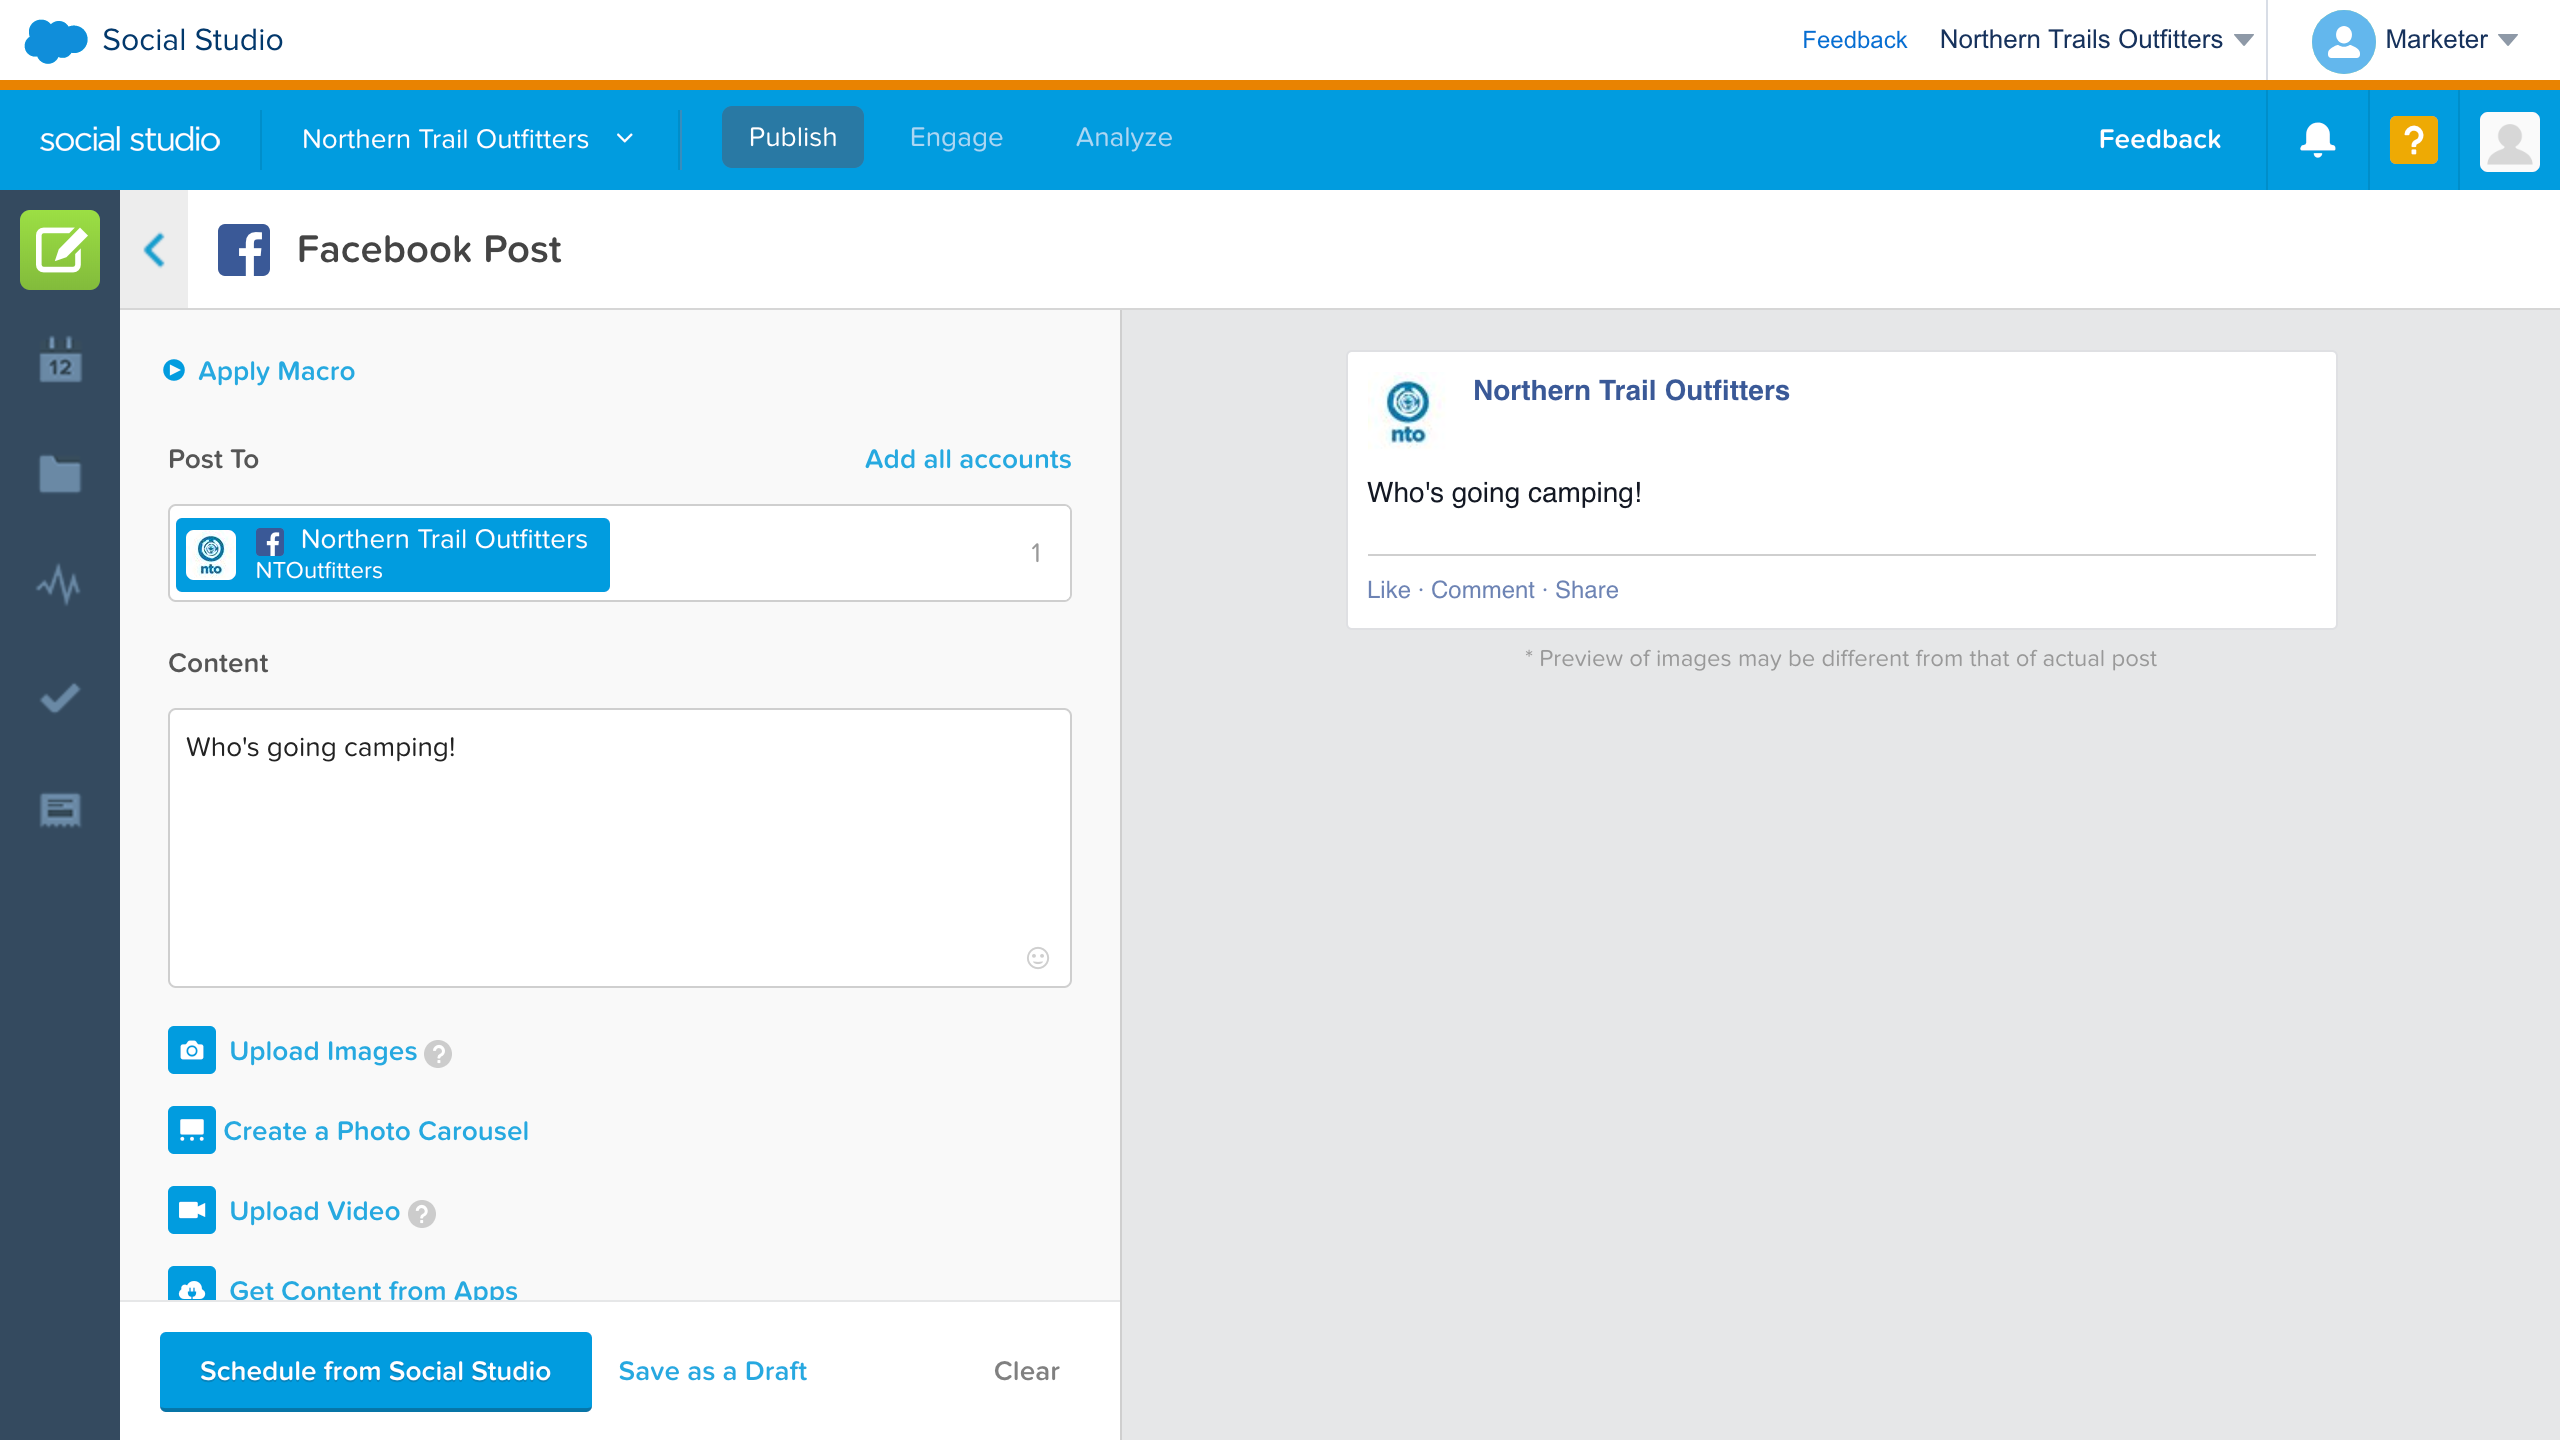 Social Studio
Feedback
Northern Trails Outfitters
Marketer
social studio
Northern Trail Outfitters
Publish
Engage
Analyze
Feedback
?
Facebook Post
12
Apply Macro
Post To
Add all accounts
nto
Northern Trail Outfitters
NTOutfitters
1
Content
Who's going camping!
Upload Images ?
Create a Photo Carousel
Upload Video ?
Get Content from Apps
Schedule from Social Studio
Save as a Draft
Clear
nto
Northern Trail Outfitters
Who's going camping!
Like · Comment · Share
* Preview of images may be different from that of actual post